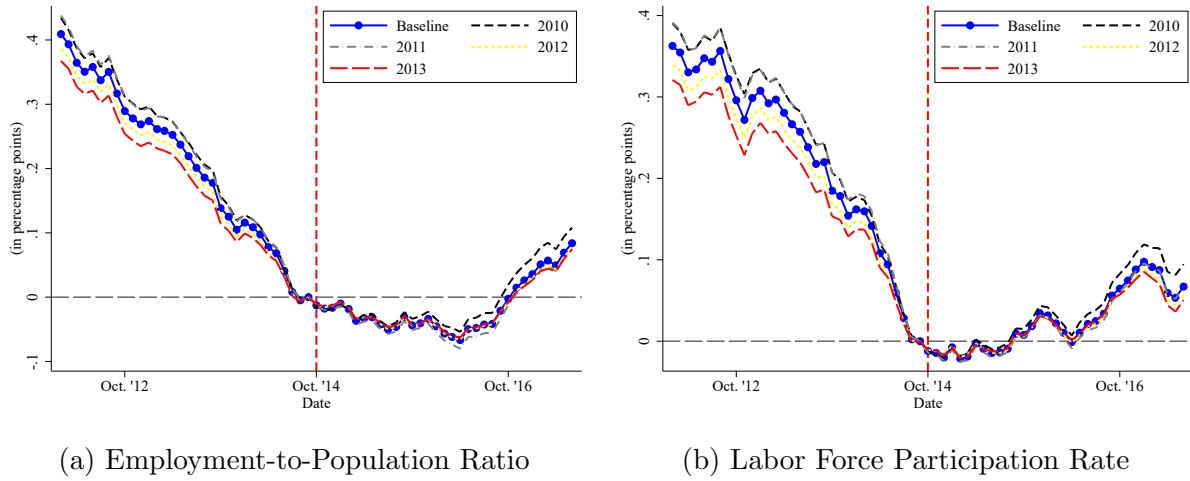 (in percentage points)
.4
.3
.2
.1
0
-.1
Baseline
2010
2011
2012
2013
Oct. '12
Oct. '14
Oct. '16
Date
(a) Employment-to-Population Ratio
(in percentage points)
.4
.3
.2
.1
0
Baseline
2010
2011
2012
2013
Oct. '12
Oct. '14
Oct. '16
Date
(b) Labor Force Participation Rate